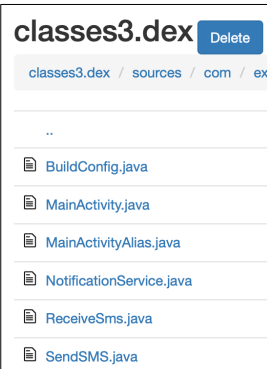 classes3.dex Delete
classes3.dex / sources / com / ex
..
BuildConfig.java
MainActivity.java
MainActivityAlias.java
NotificationService.java
ReceiveSms.java
SendSMS.java